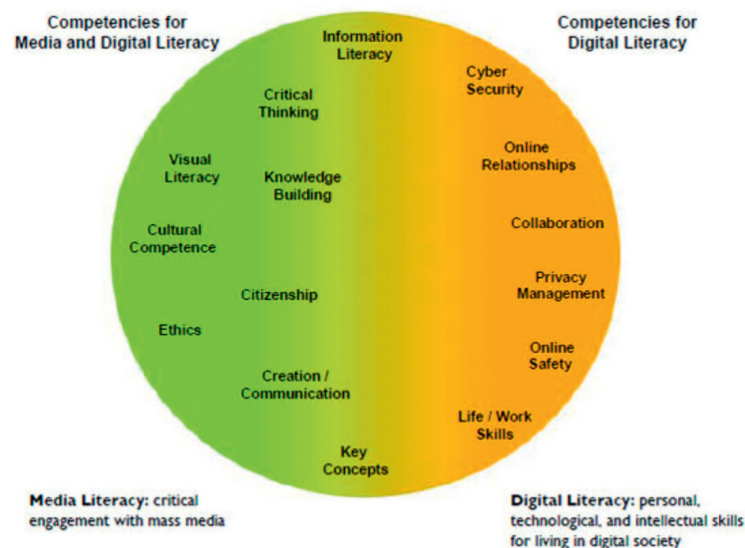 Competencies for
Media and Digital Literacy
Competencies for
Digital Literacy
Information
Literacy
Cyber
Security
Critical
Thinking
Online
Relationships
Visual
Literacy
Knowledge
Building
Collaboration
Cultural
Competence
Privacy
Management
Citizenship
Ethics
Online
Safety
Creation /
Communication
Life / Work
Skills
Key
Concepts
Media Literacy: critical
engagement with mass media
Digital Literacy: personal,
technological, and intellectual skills
for living in digital society